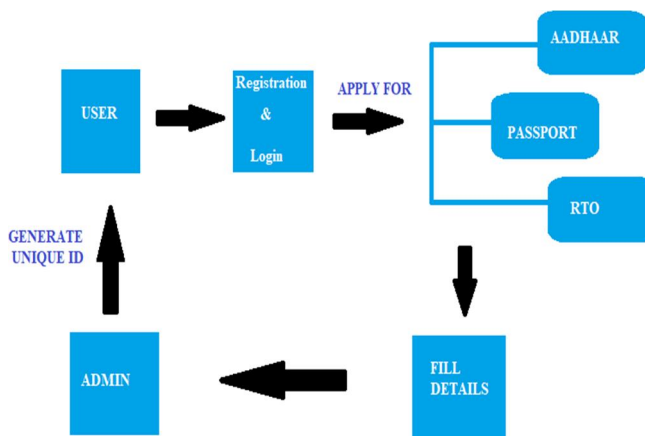 AADHAAR
USER
Registration
&
Login
APPLY FOR
PASSPORT
RTO
GENERATE
UNIQUE ID
ADMIN
FILL
DETAILS